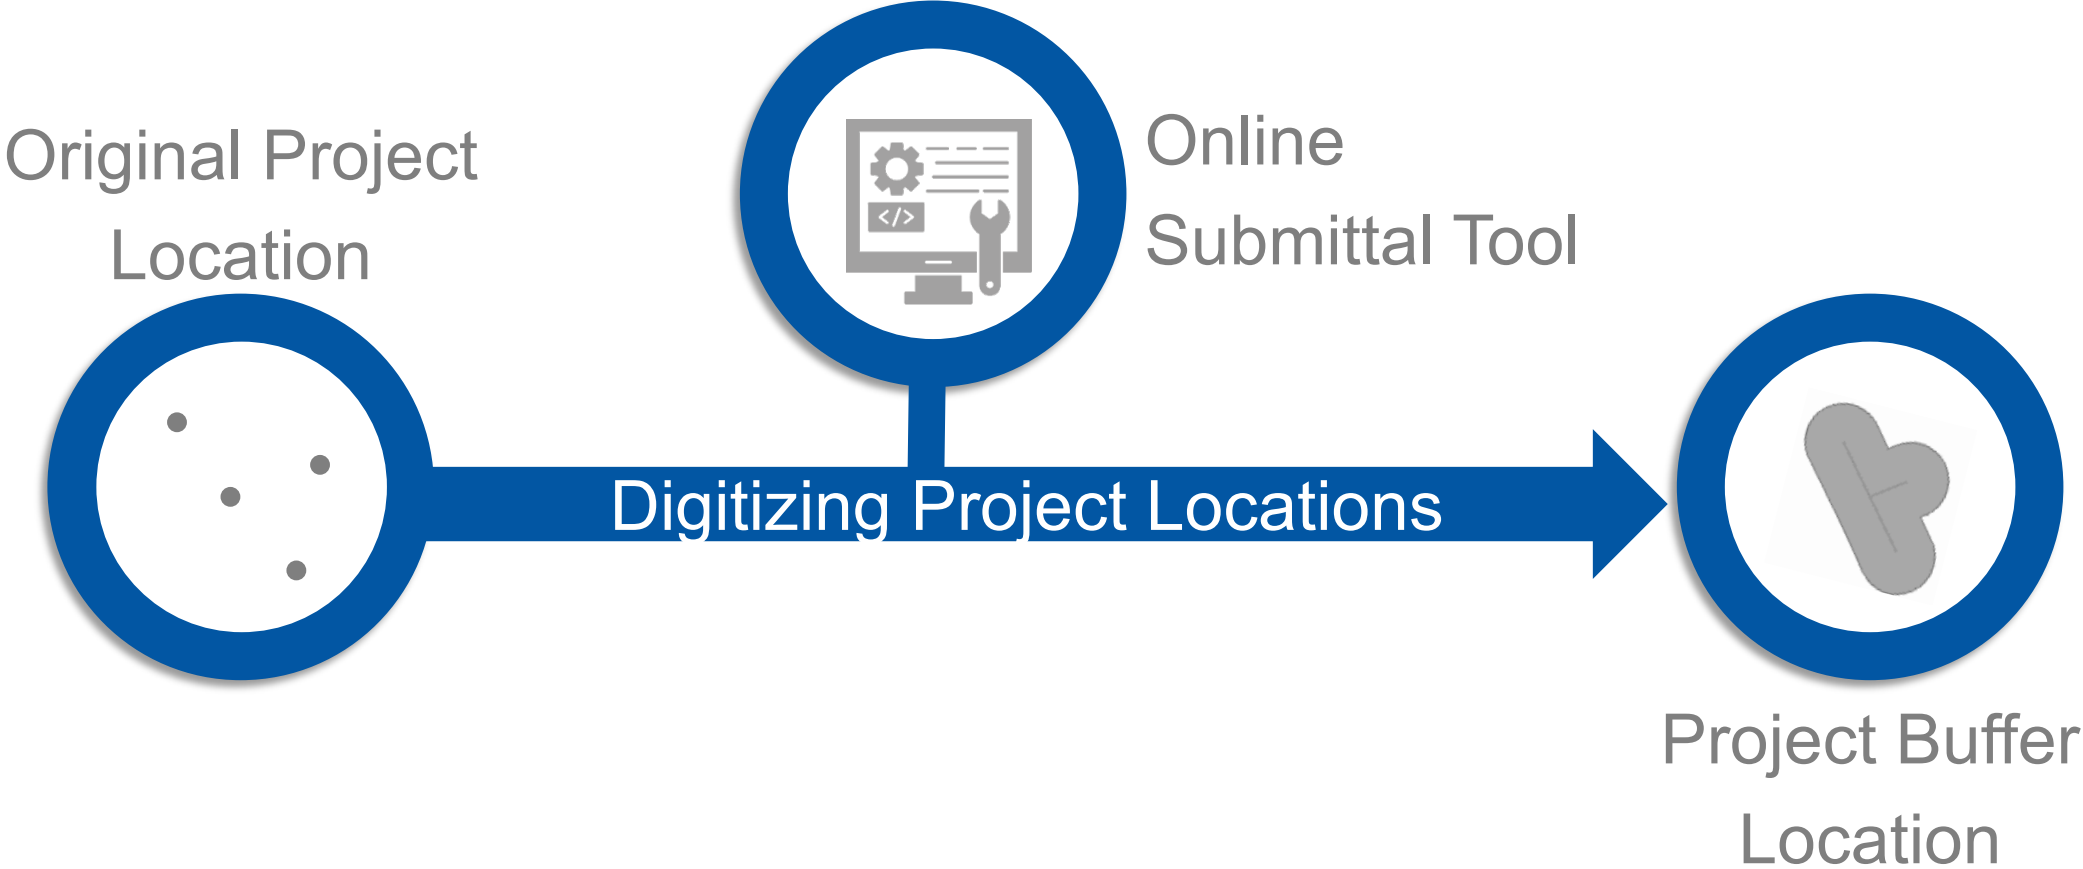 Original Project
Location
Online
Submittal Tool
</>
Digitizing Project Locations
Project Buffer
Location